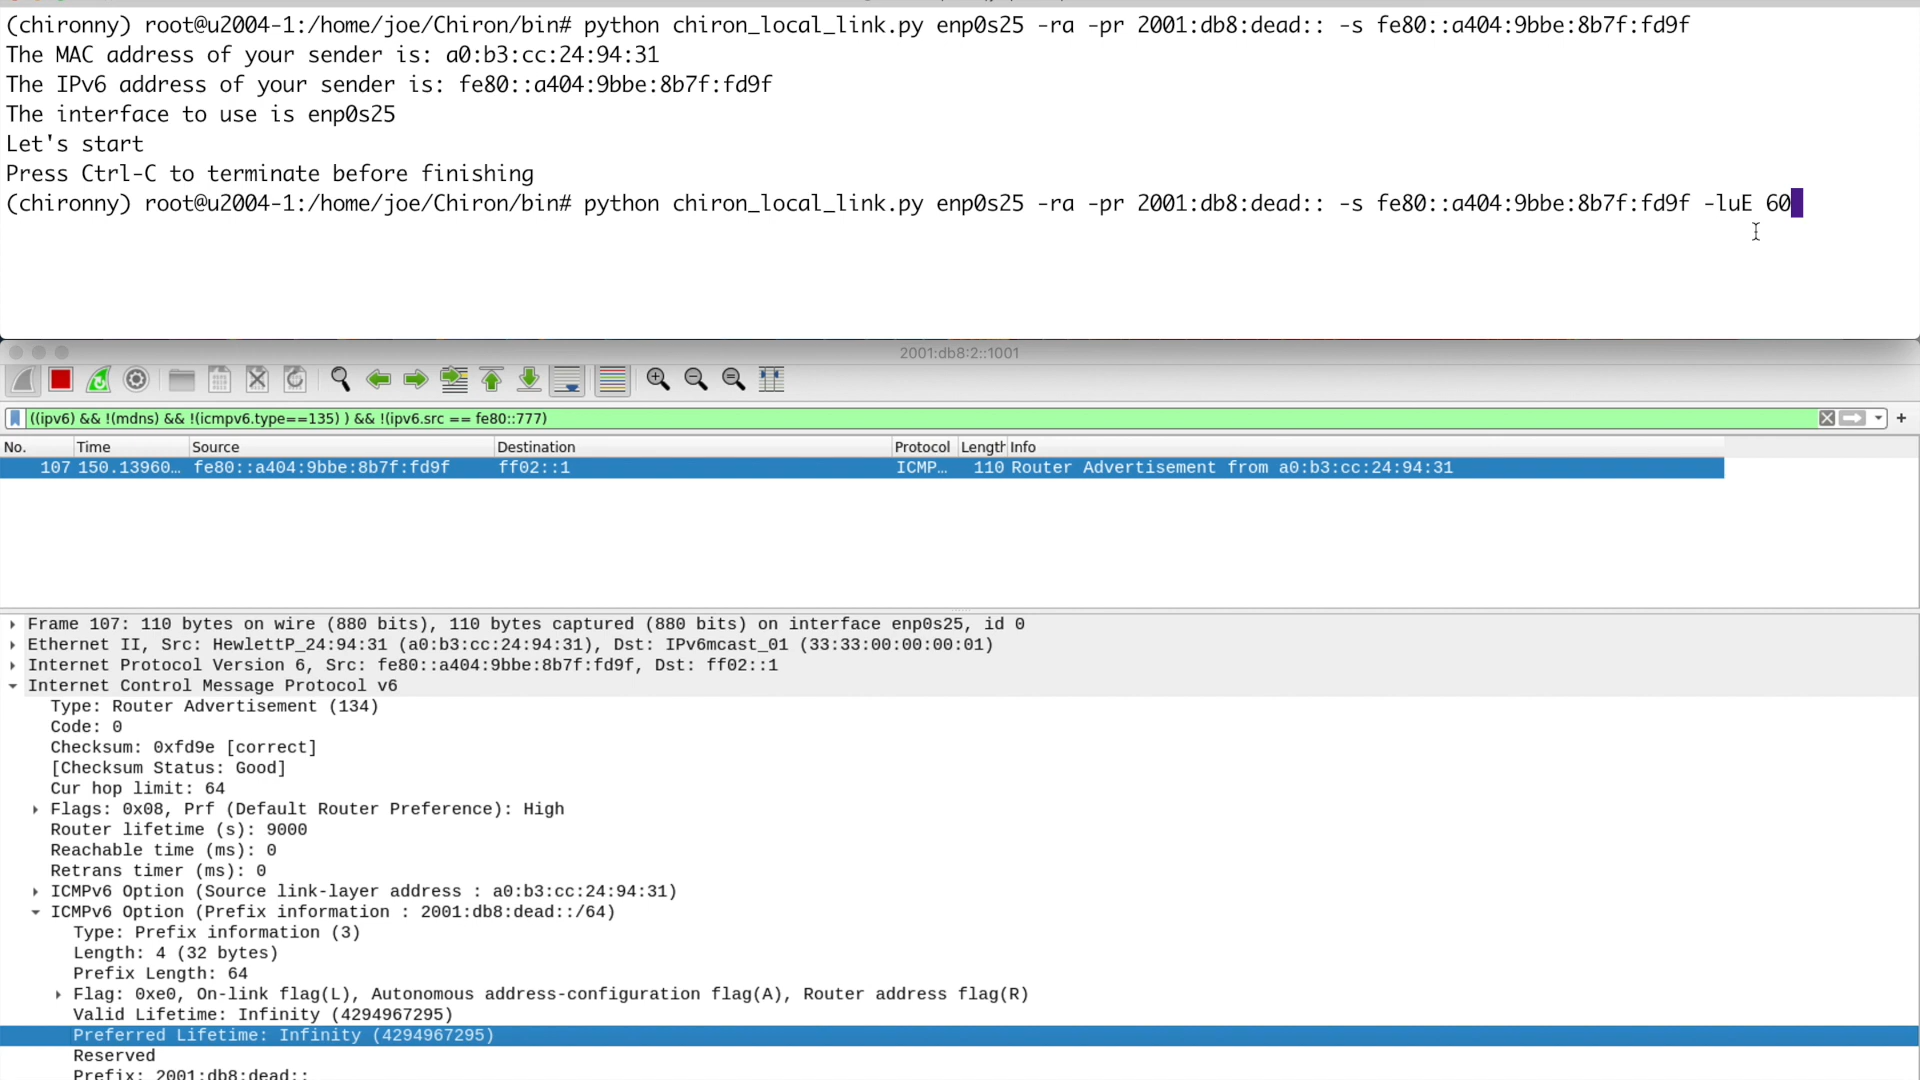 (chironny) root@u2004-1:/home/joe/Chiron/bin# python chiron_local_link.py enp0s25 -ra -pr 2001:db8:dead:: -s fe80::a404:9bbe:8b7f:fd9f
The MAC address of your sender is: a0:b3:cc:24:94:31
The IPv6 address of your sender is: fe80::a404:9bbe:8b7f:fd9f
The interface to use is enp0s25
Let's start
Press Ctrl-C to terminate before finishing
(chironny) root@u2004-1:/home/joe/Chiron/bin# python chiron_local_link.py enp0s25 -ra -pr 2001:db8:dead:: -s fe80::a404:9bbe:8b7f:fd9f -luE 60
2001:db8:2::1001
((ipv6) && !(mdns) && !(icmpv6.type==135) ) && !(ipv6.src == fe80::777)
No. Time Source Destination Protocol Length Info
107 150.13960… fe80::a404:9bbe:8b7f:fd9f ff02::1 ICMP… 110 Router Advertisement from a0:b3:cc:24:94:31
Frame 107: 110 bytes on wire (880 bits), 110 bytes captured (880 bits) on interface enp0s25, id 0
Ethernet II, Src: HewlettP_24:94:31 (a0:b3:cc:24:94:31), Dst: IPv6mcast_01 (33:33:00:00:00:01)
Internet Protocol Version 6, Src: fe80::a404:9bbe:8b7f:fd9f, Dst: ff02::1
Internet Control Message Protocol v6
Type: Router Advertisement (134)
Code: 0
Checksum: 0xfd9e [correct]
[Checksum Status: Good]
Cur hop limit: 64
Flags: 0x08, Prf (Default Router Preference): High
Router lifetime (s): 9000
Reachable time (ms): 0
Retrans timer (ms): 0
ICMPv6 Option (Source link-layer address : a0:b3:cc:24:94:31)
ICMPv6 Option (Prefix information : 2001:db8:dead::/64)
Type: Prefix information (3)
Length: 4 (32 bytes)
Prefix Length: 64
Flag: 0xe0, On-link flag(L), Autonomous address-configuration flag(A), Router address flag(R)
Valid Lifetime: Infinity (4294967295)
Preferred Lifetime: Infinity (4294967295)
Reserved
Prefix: 2001:db8:dead::